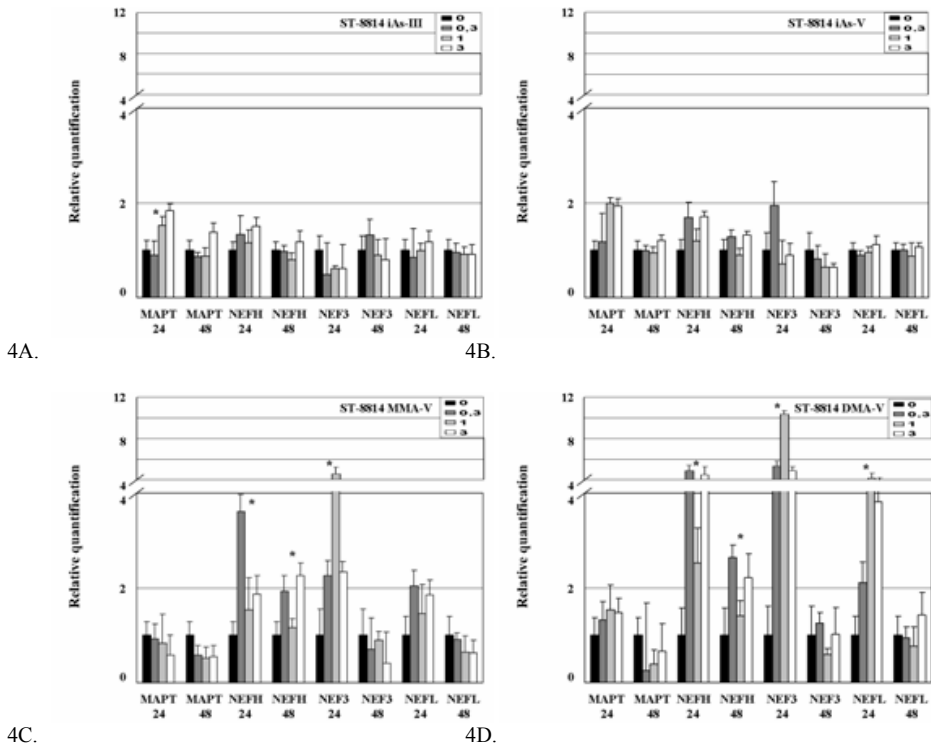 12
8
4
4
2
0
Relative quantification
ST-8814 iAs-III
0
0,3
1
3
*
MAPT MAPT NEFH NEFH NEF3 NEF3 NEFL NEFL
24 48 24 48 24 48 24 48
4A.
12
8
4
4
2
0
Relative quantification
ST-8814 iAs-V
0
0,3
1
3
MAPT MAPT NEFH NEFH NEF3 NEF3 NEFL NEFL
24 48 24 48 24 48 24 48
4B.
12
8
4
4
2
0
Relative quantification
ST-8814 MMA-V
0
0,3
1
3
* * *
MAPT MAPT NEFH NEFH NEF3 NEF3 NEFL NEFL
24 48 24 48 24 48 24 48
4C.
12
8
4
4
2
0
Relative quantification
ST-8814 DMA-V
0
0,3
1
3
* * * *
MAPT MAPT NEFH NEFH NEF3 NEF3 NEFL NEFL
24 48 24 48 24 48 24 48
4D.